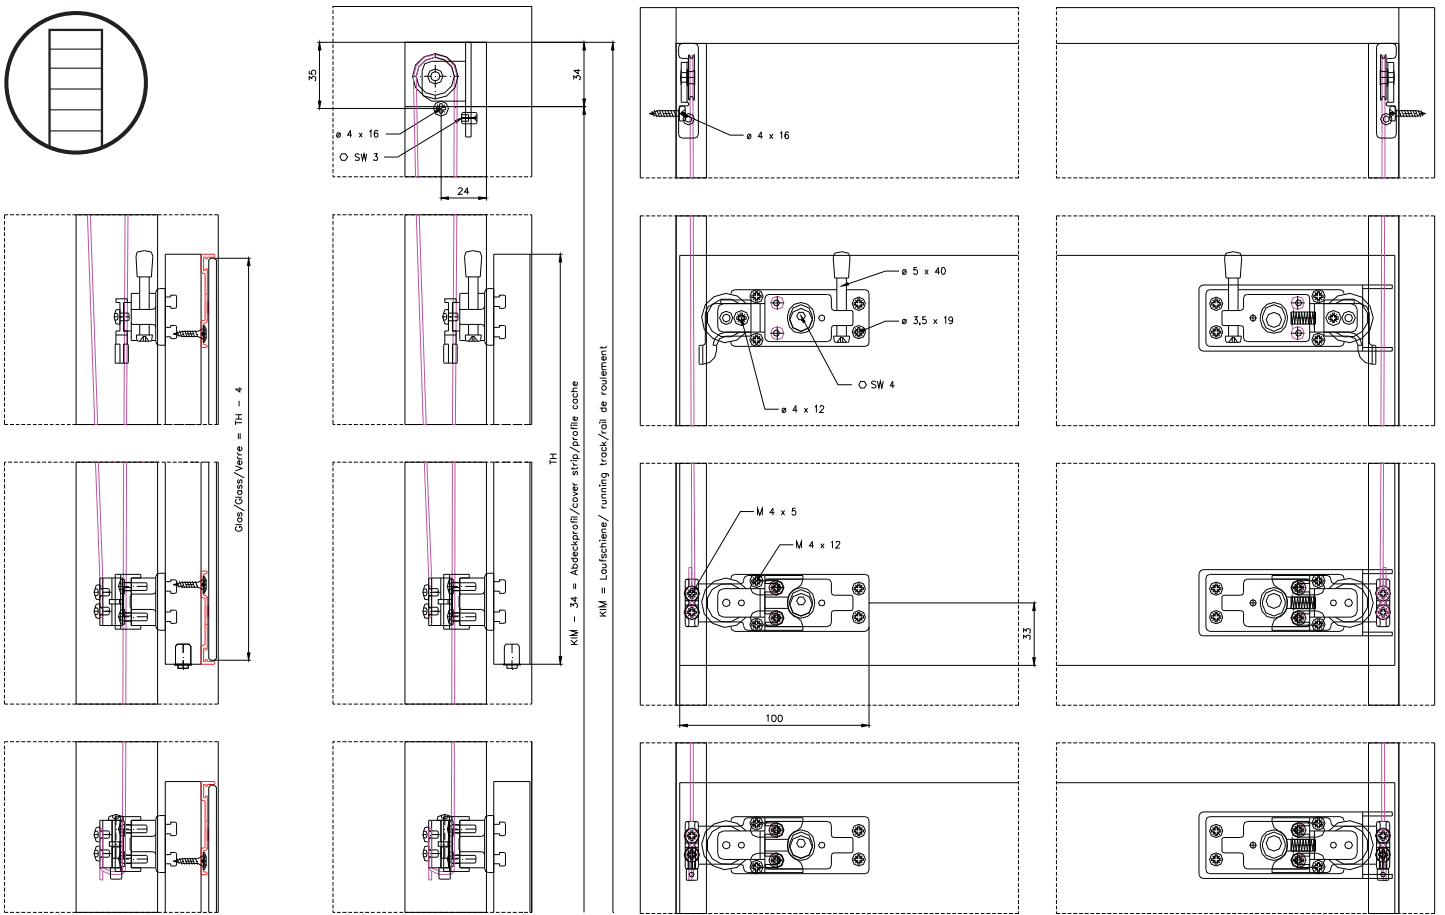 35
34
ø 4 x 16
SW 3
24
ø 4 x 16
Glas/Glass/Verre = TH - 4
TH
KIM - 34 = Abdeckprofil/cover strip/profile cache
KIM = Laufschiene/ running track/rail de roulement
ø 5 x 40
ø 3,5 x 19
SW 4
ø 4 x 12
M 4 x 5
M 4 x 12
33
100